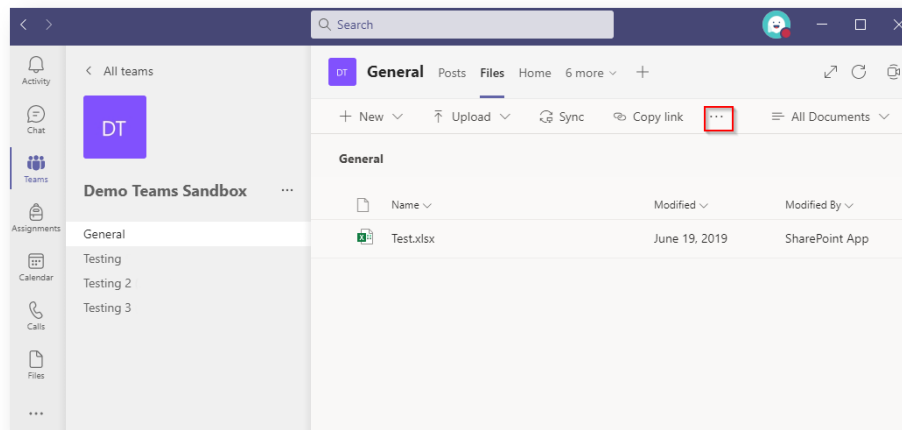 Search
Activity
Chat
Teams
Assignments
Calendar
Calls
Files
All teams
DT
Demo Teams Sandbox
General
Testing
Testing 2
Testing 3
DT General Posts Files Home 6 more
New Upload Sync Copy link ... All Documents
General
Name Modified Modified By
Test.xlsx June 19, 2019 SharePoint App